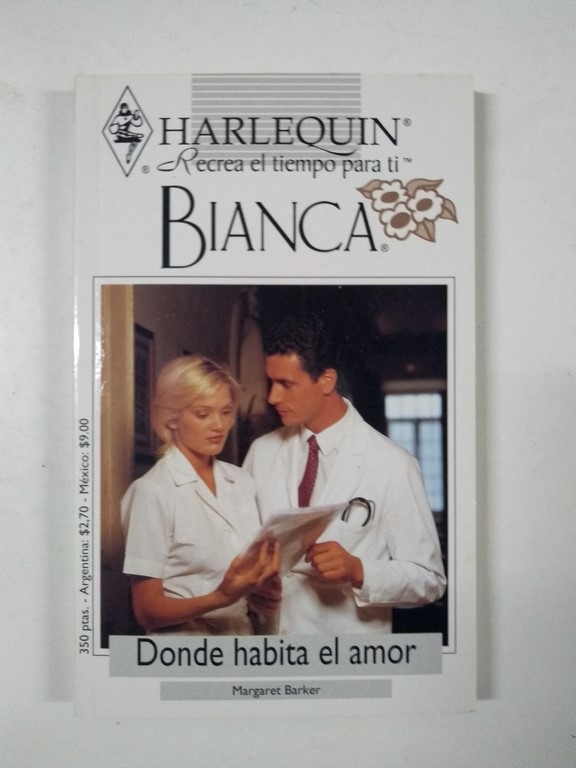 HARLEQUIN®
®
Recrea el tiempo para ti™
BIANCA®
350 ptas. - Argentina: $2,70 - México: $9.00
Donde habita el amor
Margaret Barker